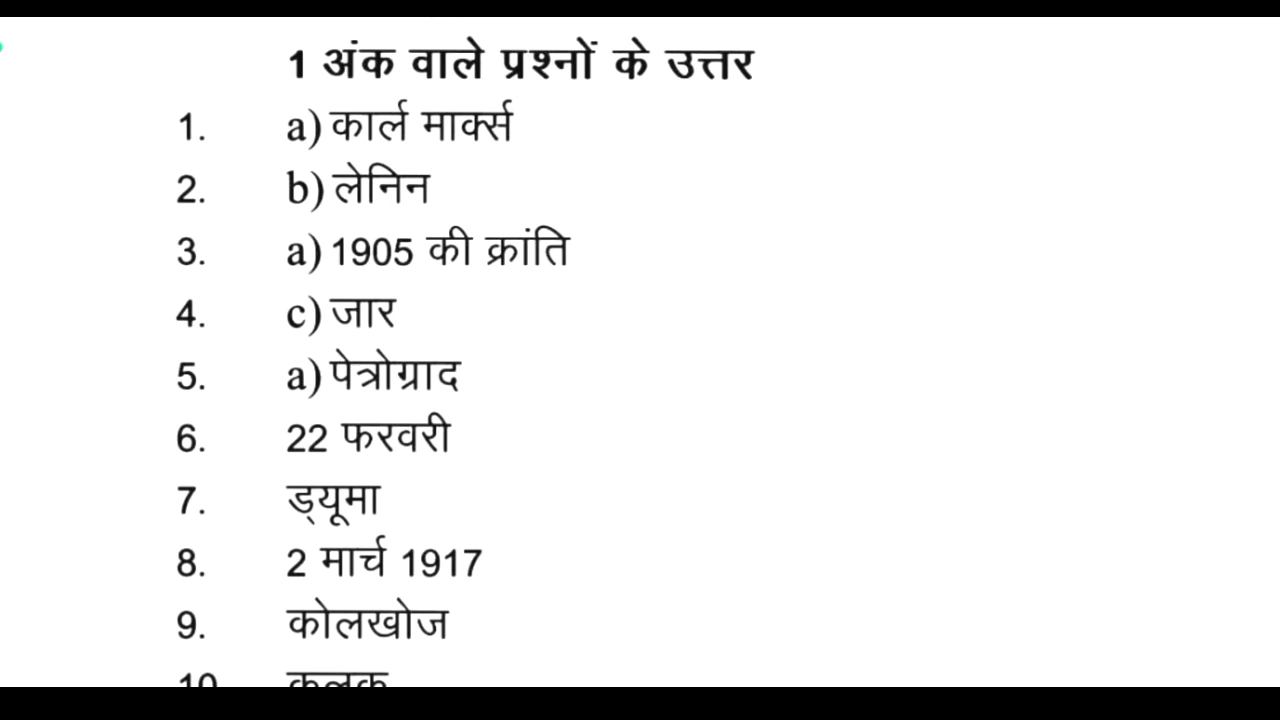 1 अंक वाले प्रश्नों के उत्तर
1. a) कार्ल मार्क्स
2. b) लेनिन
3. a) 1905 की क्रांति
4. c) जार
5. a) पेत्रोग्राद
6. 22 फरवरी
7. ड्यूमा
8. 2 मार्च 1917
9. कोलखोज
10